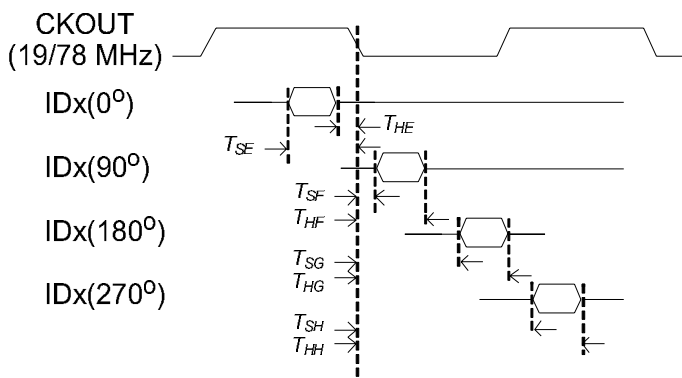 CKOUT
(19/78 MHz)
IDx(0°)
T_HE
T_SE
IDx(90°)
T_SF
T_HF
IDx(180°)
T_SG
T_HG
IDx(270°)
T_SH
T_HH